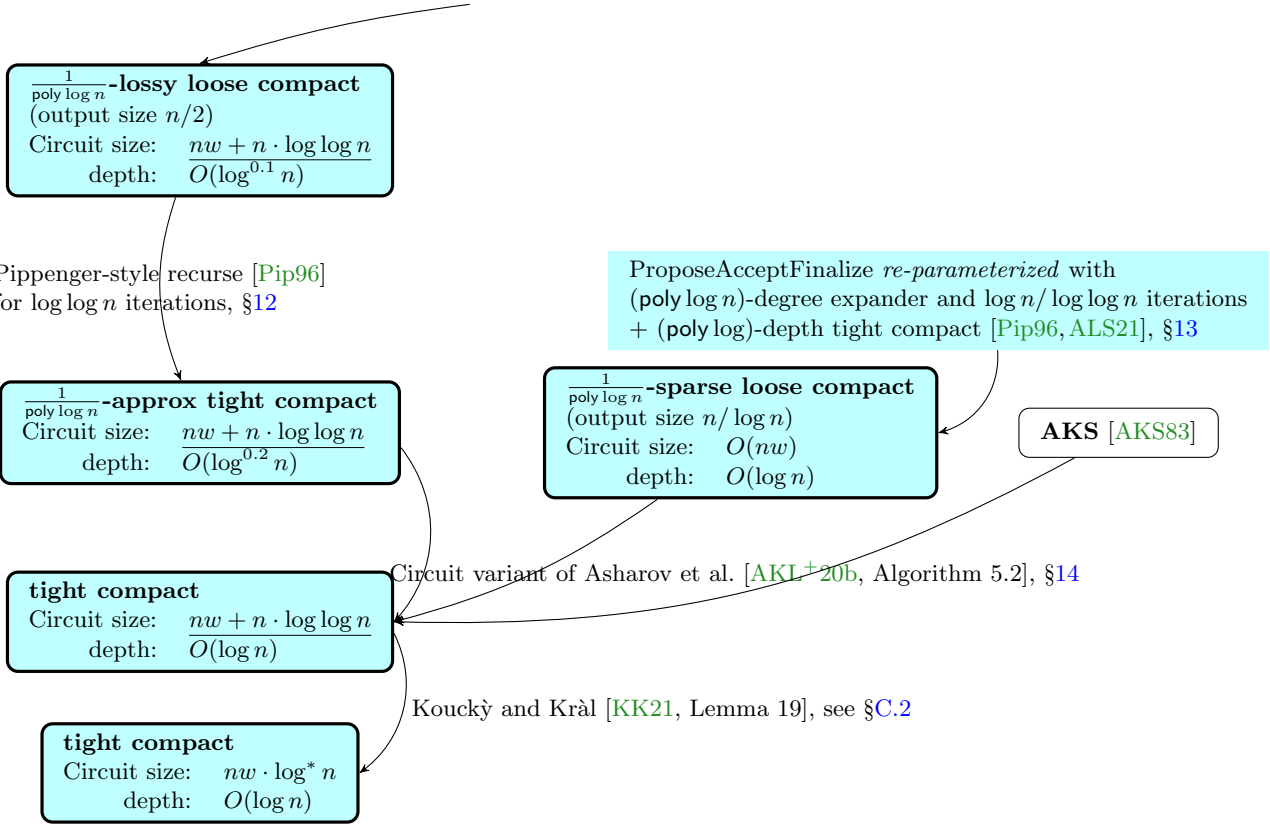 1/poly log n-lossy loose compact
(output size n/2)
Circuit size: nw + n · log log n
depth: O(log^0.1 n)
Pippenger-style recurse [Pip96]
for log log n iterations, §12
ProposeAcceptFinalize re-parameterized with
(poly log n)-degree expander and log n/ log log n iterations
+ (poly log)-depth tight compact [Pip96, ALS21], §13
1/poly log n-approx tight compact
Circuit size: nw + n · log log n
depth: O(log^0.2 n)
1/poly log n-sparse loose compact
(output size n/ log n)
Circuit size: O(nw)
depth: O(log n)
AKS [AKS83]
Circuit variant of Asharov et al. [AKL+20b, Algorithm 5.2], §14
tight compact
Circuit size: nw + n · log log n
depth: O(log n)
Kouckỳ and Kràl [KK21, Lemma 19], see §C.2
tight compact
Circuit size: nw · log* n
depth: O(log n)